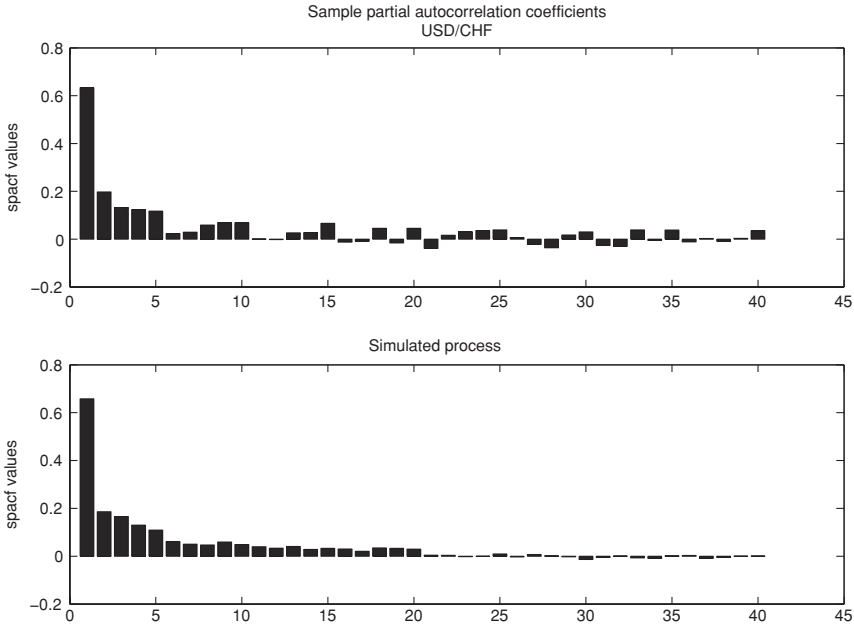 Sample partial autocorrelation coefficients
USD/CHF
0.8
0.6
0.4
0.2
0
−0.2
spacf values
0 5 10 15 20 25 30 35 40 45
Simulated process
0.8
0.6
0.4
0.2
0
−0.2
spacf values
0 5 10 15 20 25 30 35 40 45